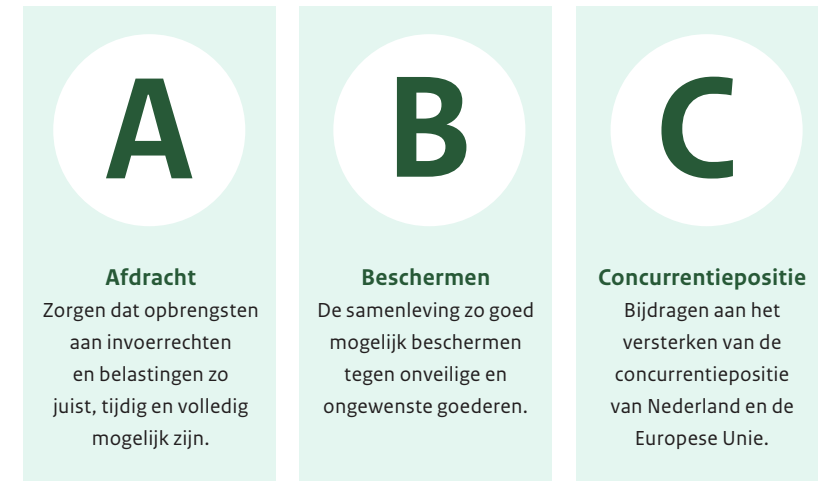 A
Afdracht
Zorgen dat opbrengsten
aan invoerrechten
en belastingen zo
juist, tijdig en volledig
mogelijk zijn.
B
Beschermen
De samenleving zo goed
mogelijk beschermen
tegen onveilige en
ongewenste goederen.
C
Concurrentiepositie
Bijdragen aan het
versterken van de
concurrentiepositie
van Nederland en de
Europese Unie.